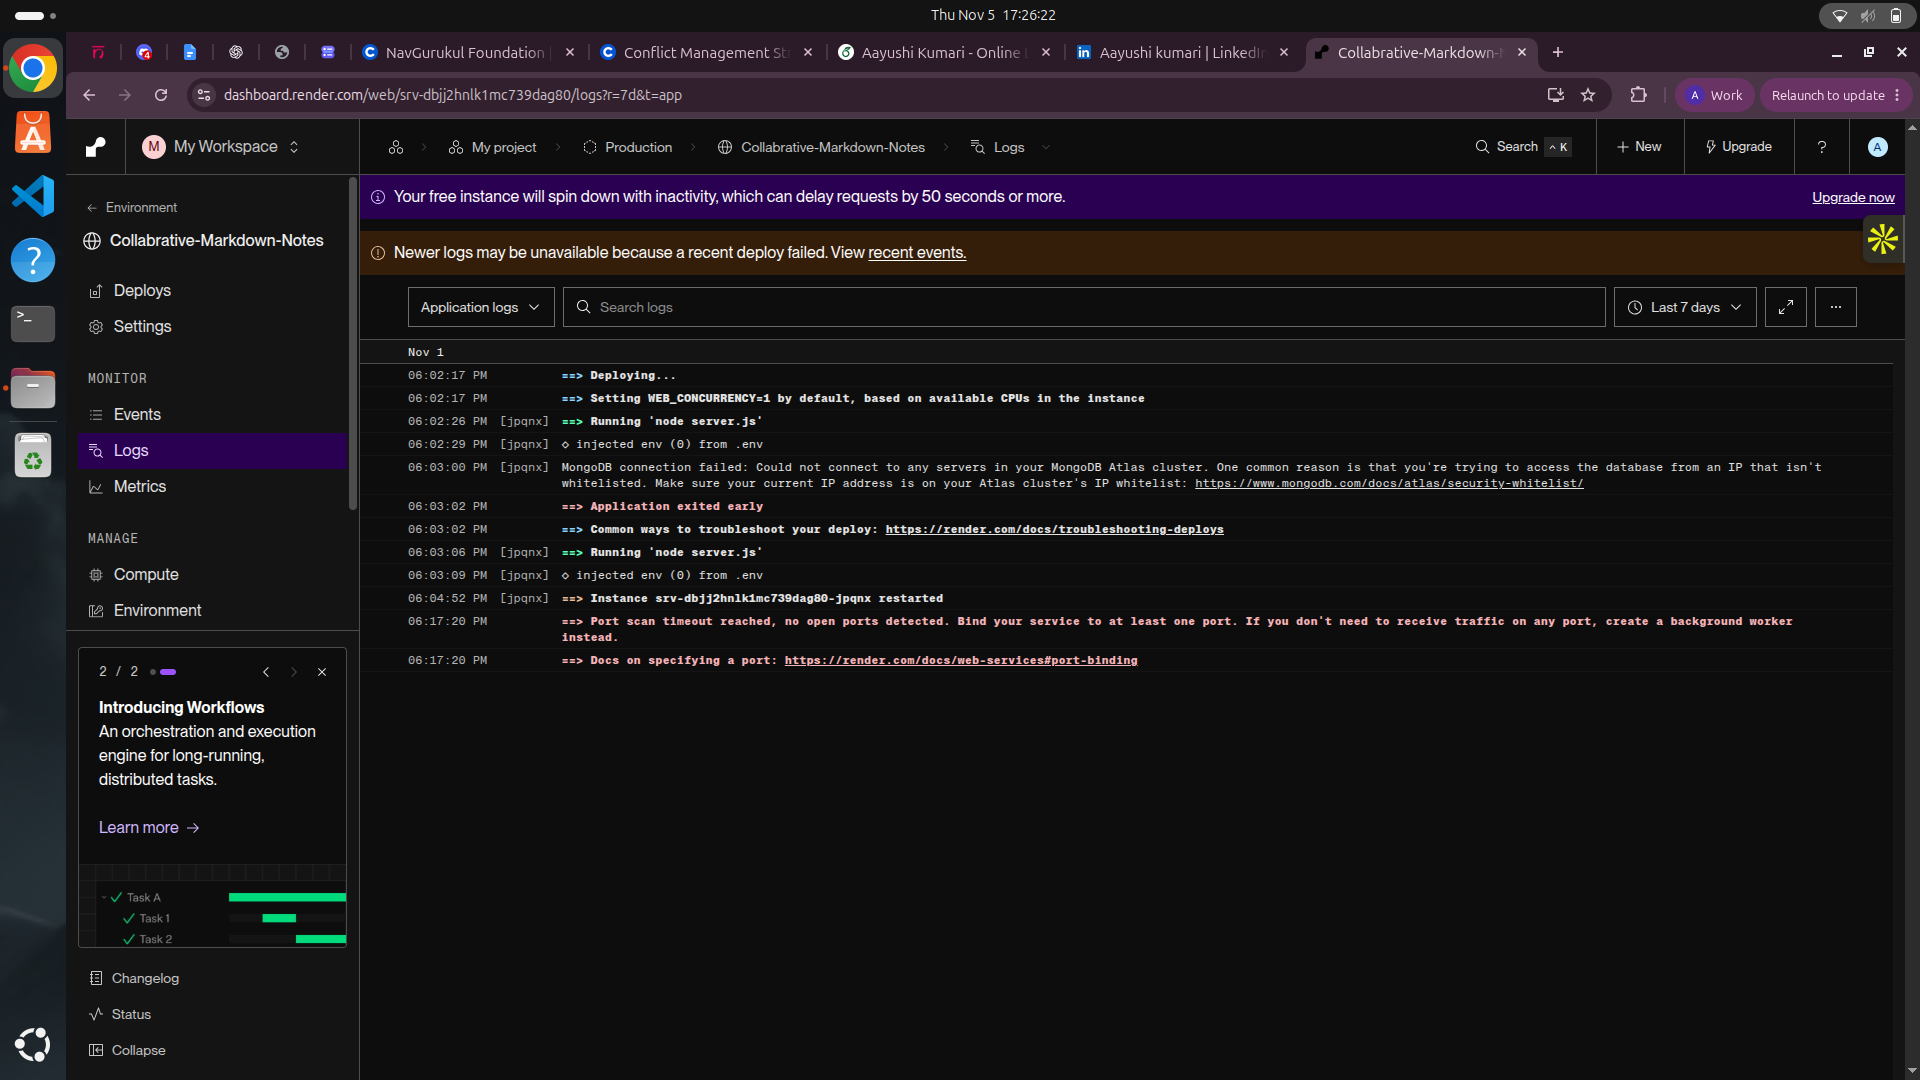 Thu Nov 5 17:26:22
NavGurukul Foundation
Conflict Management St
Aayushi Kumari - Online
Aayushi kumari | LinkedIn
Collabrative-Markdown-
dashboard.render.com/web/srv-dbjj2hnlk1mc739dag80/logs?r=7d&t=app
A Work
Relaunch to update
M My Workspace
My project
Production
Collabrative-Markdown-Notes
Logs
Search ^ K
+ New
Upgrade
?
A
← Environment
Collabrative-Markdown-Notes
Deploys
Settings
MONITOR
Events
Logs
Metrics
MANAGE
Compute
Environment
2 / 2
Introducing Workflows
An orchestration and execution
engine for long-running,
distributed tasks.
Learn more →
Task A
Task 1
Task 2
Changelog
Status
Collapse
Your free instance will spin down with inactivity, which can delay requests by 50 seconds or more.
Upgrade now
Newer logs may be unavailable because a recent deploy failed. View recent events.
Application logs
Search logs
Last 7 days
...
Nov 1
06:02:17 PM ==> Deploying...
06:02:17 PM ==> Setting WEB_CONCURRENCY=1 by default, based on available CPUs in the instance
06:02:26 PM [jpqnx] ==> Running 'node server.js'
06:02:29 PM [jpqnx] ◇ injected env (0) from .env
06:03:00 PM [jpqnx] MongoDB connection failed: Could not connect to any servers in your MongoDB Atlas cluster. One common reason is that you're trying to access the database from an IP that isn't
whitelisted. Make sure your current IP address is on your Atlas cluster's IP whitelist: https://www.mongodb.com/docs/atlas/security-whitelist/
06:03:02 PM ==> Application exited early
06:03:02 PM ==> Common ways to troubleshoot your deploy: https://render.com/docs/troubleshooting-deploys
06:03:06 PM [jpqnx] ==> Running 'node server.js'
06:03:09 PM [jpqnx] ◇ injected env (0) from .env
06:04:52 PM [jpqnx] ==> Instance srv-dbjj2hnlk1mc739dag80-jpqnx restarted
06:17:20 PM ==> Port scan timeout reached, no open ports detected. Bind your service to at least one port. If you don't need to receive traffic on any port, create a background worker
instead.
06:17:20 PM ==> Docs on specifying a port: https://render.com/docs/web-services#port-binding